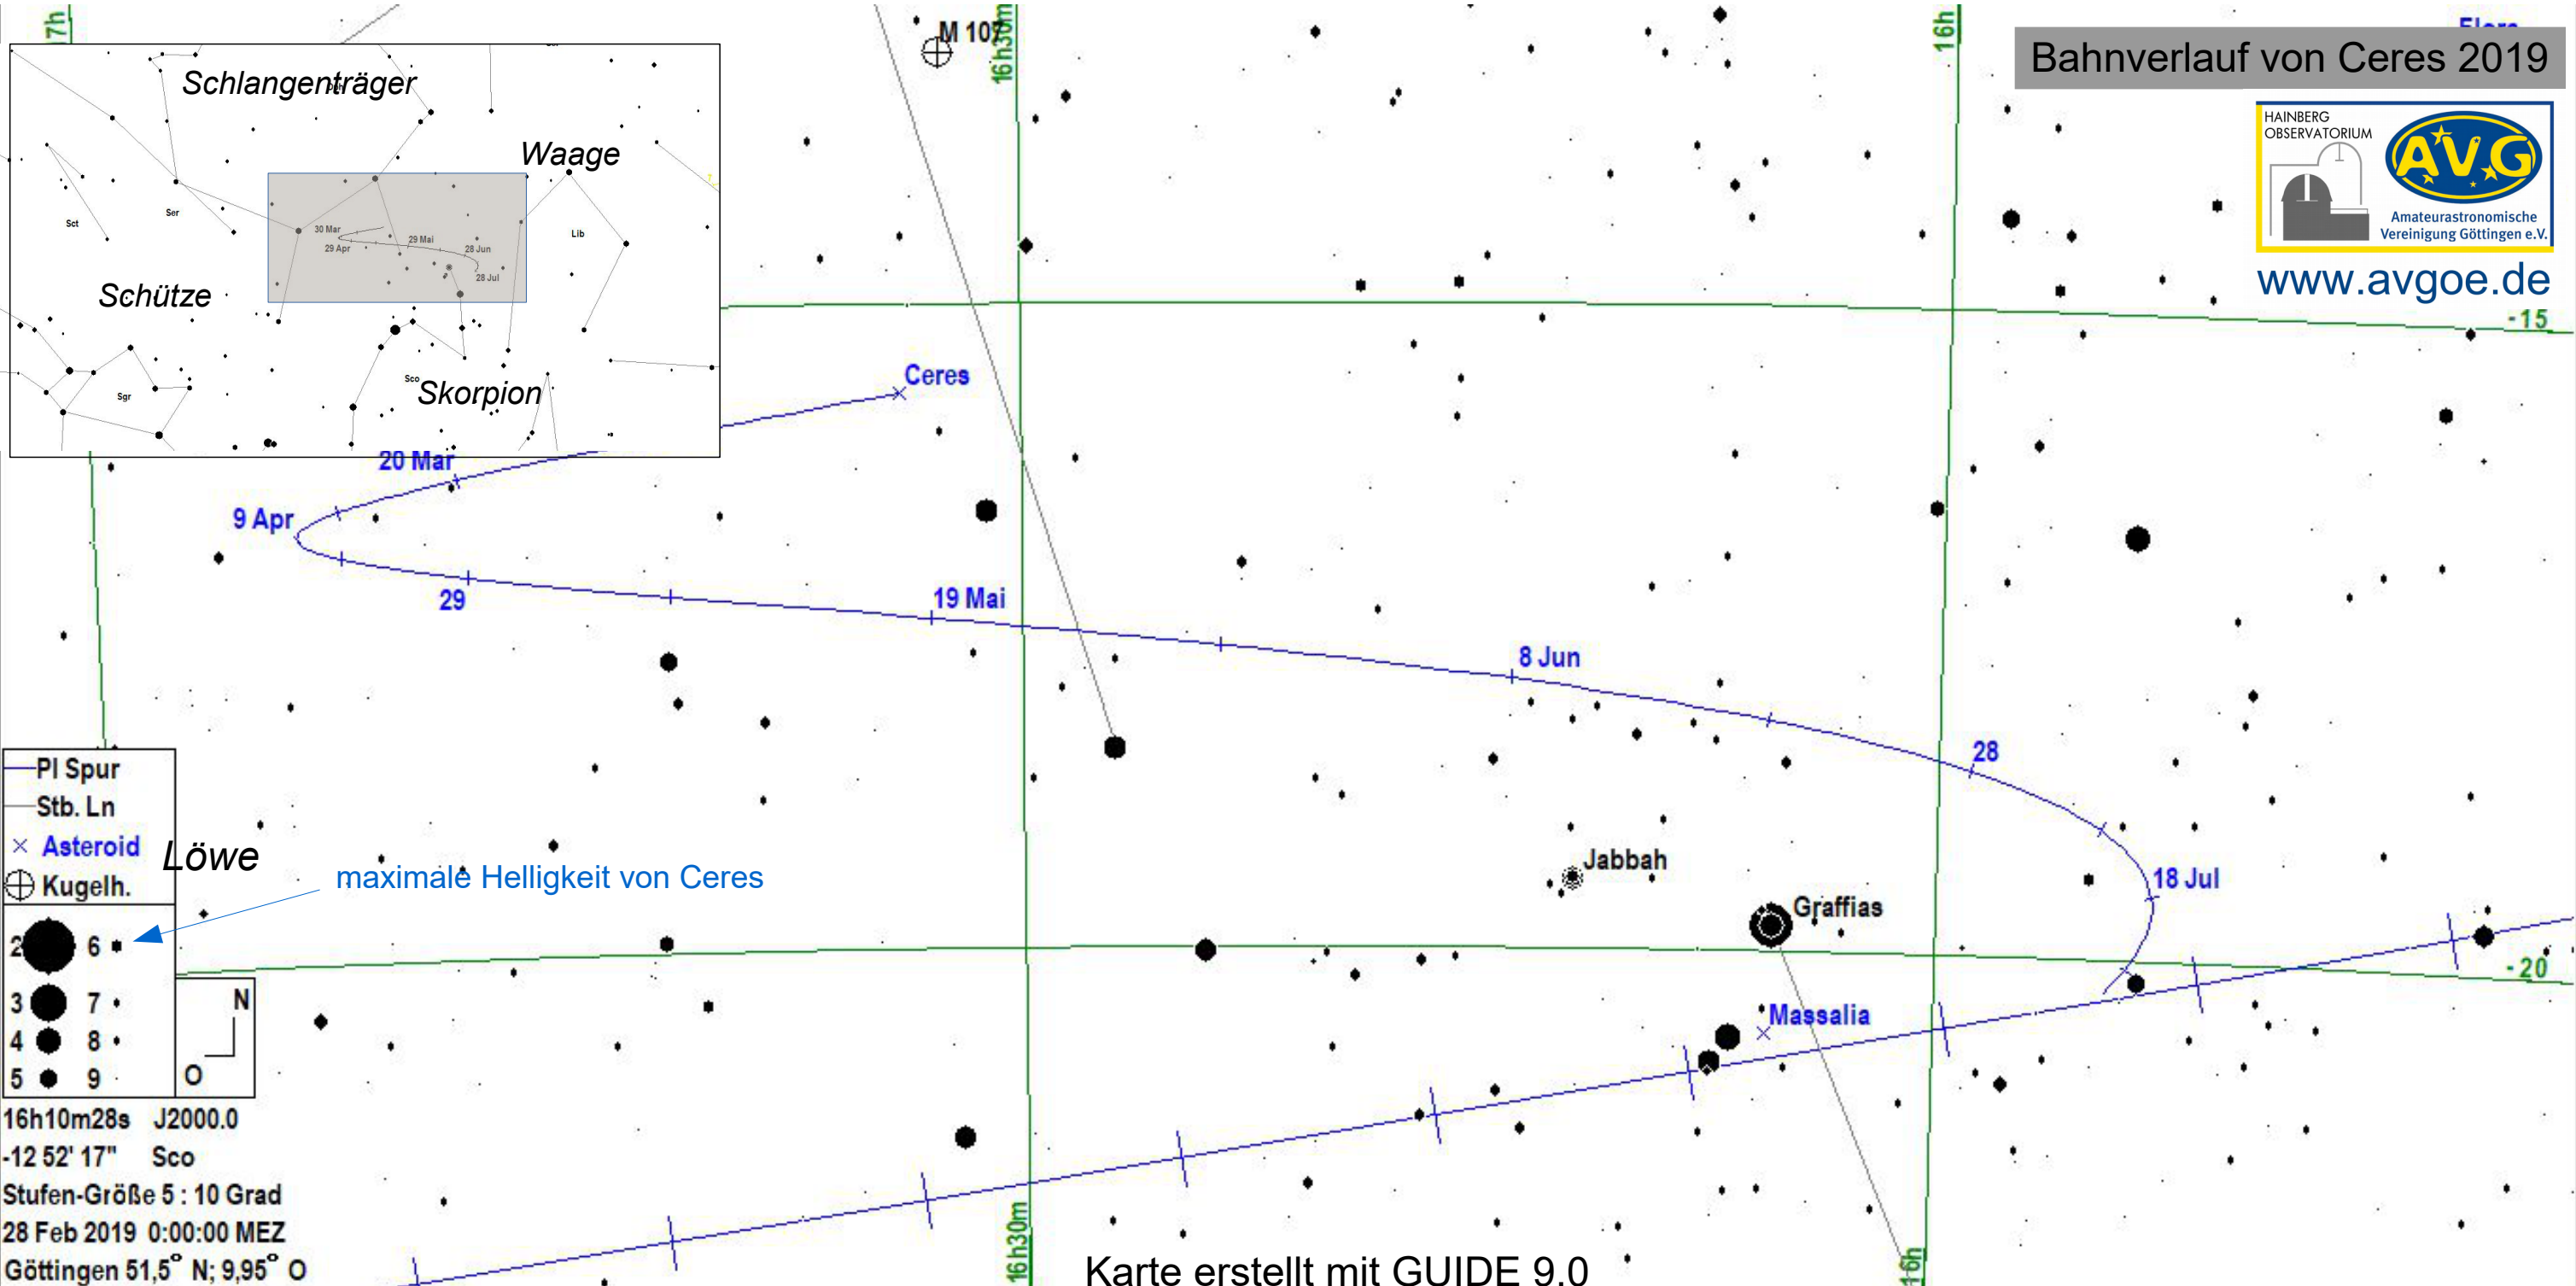 17h
M 107
16h30m
16h
Bahnverlauf von Ceres 2019
HAINBERG
OBSERVATORIUM
AVG
Amateurastronomische
Vereinigung Göttingen e.V.
www.avgoe.de
Schlangenträger
Waage
Sct
Ser
Lib
30 Mar
29 Apr
29 Mai
28 Jun
28 Jul
Schütze
Sgr
Sco
Skorpion
-15
Ceres
20 Mar
9 Apr
29
19 Mai
8 Jun
28
18 Jul
Pl Spur
Stb. Ln
Asteroid
Kugelh.
Löwe
maximale Helligkeit von Ceres
Jabbah
Graffias
-20
Massalia
2 6
3 7
4 8
5 9
N
O
16h10m28s J2000.0
-12 52' 17" Sco
Stufen-Größe 5 : 10 Grad
28 Feb 2019 0:00:00 MEZ
Göttingen 51,5° N; 9,95° O
16h30m
Karte erstellt mit GUIDE 9.0
16h